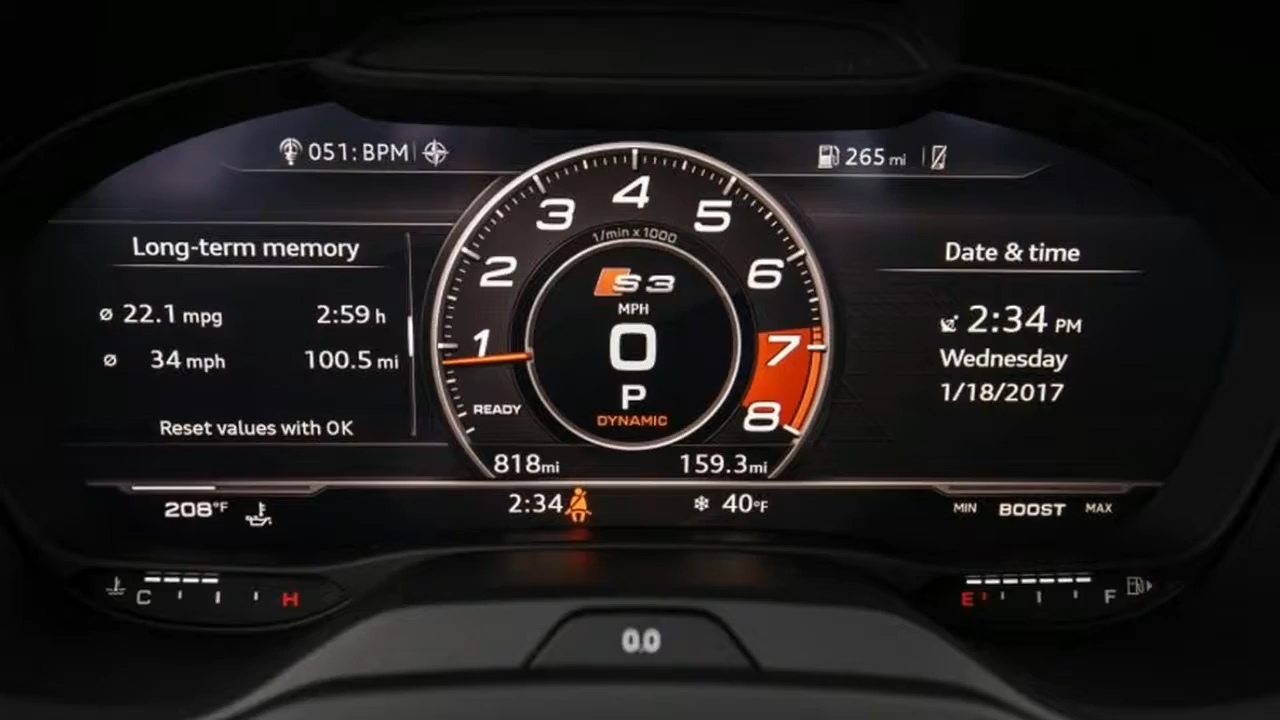 051: BPM
265 mi
Long-term memory
Ø 22.1 mpg 2:59 h
Ø 34 mph 100.5 mi
Reset values with OK
1 2 3 4 5 6 7 8
1/min x 1000
S3
MPH
0
P
DYNAMIC
READY
818mi 159.3mi
Date & time
2:34 PM
Wednesday
1/18/2017
208°F
2:34
40°F
MIN BOOST MAX
C H
E F
0.0